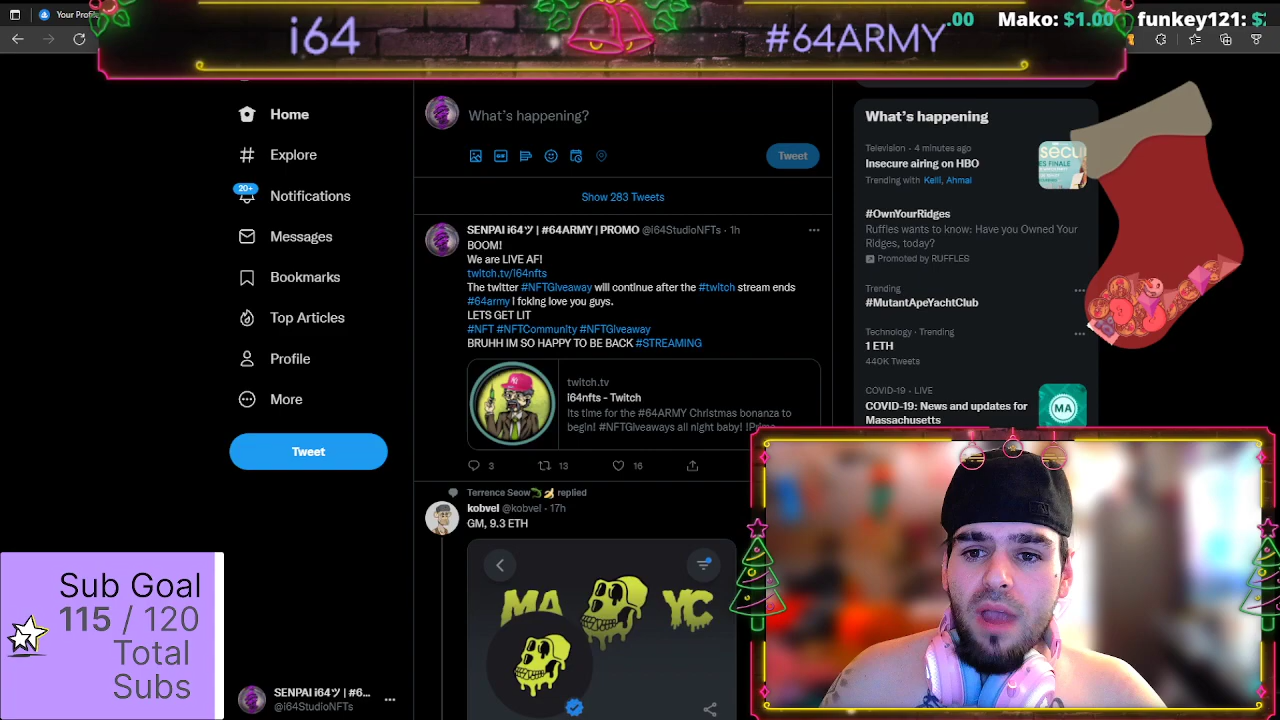 Your Profi
i64
#64ARMY
.00 Mako: $1.00 funkey121: $
Home
Explore
20+
Notifications
Messages
Bookmarks
Top Articles
Profile
More
Tweet
SENPAI i64ツ | #6...
@i64StudioNFTs
What's happening?
Tweet
Show 283 Tweets
SENPAI i64ツ | #64ARMY | PROMO @i64StudioNFTs · 1h
BOOM!
We are LIVE AF!
twitch.tv/i64nfts
The twitter #NFTGiveaway will continue after the #twitch stream ends
#64army I fcking love you guys.
LETS GET LIT
#NFT #NFTCommunity #NFTGiveaway
BRUHH IM SO HAPPY TO BE BACK #STREAMING
twitch.tv
i64nfts - Twitch
Its time for the #64ARMY Christmas bonanza to
begin! #NFTGiveaways all night baby! !Prime
3
13
16
Terrence Seow replied
kobvel @kobvel · 17h
GM, 9.3 ETH
MA YC
What's happening
Television · 4 minutes ago
Insecure airing on HBO
Trending with Kelli, Ahmal
#OwnYourRidges
Ruffles wants to know: Have you Owned Your
Ridges, today?
Promoted by RUFFLES
Trending
#MutantApeYachtClub
Technology · Trending
1 ETH
440K Tweets
COVID-19 · LIVE
COVID-19: News and updates for
Massachusetts
MA
Sub Goal
115 / 120
Total
Subs